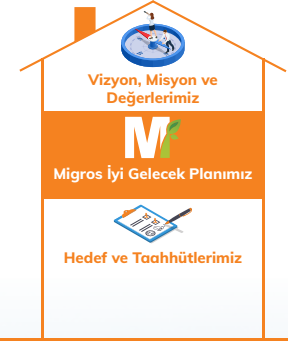 Vizyon, Misyon ve
Değerlerimiz
M
Migros İyi Gelecek Planımız
Hedef ve Taahhütlerimiz